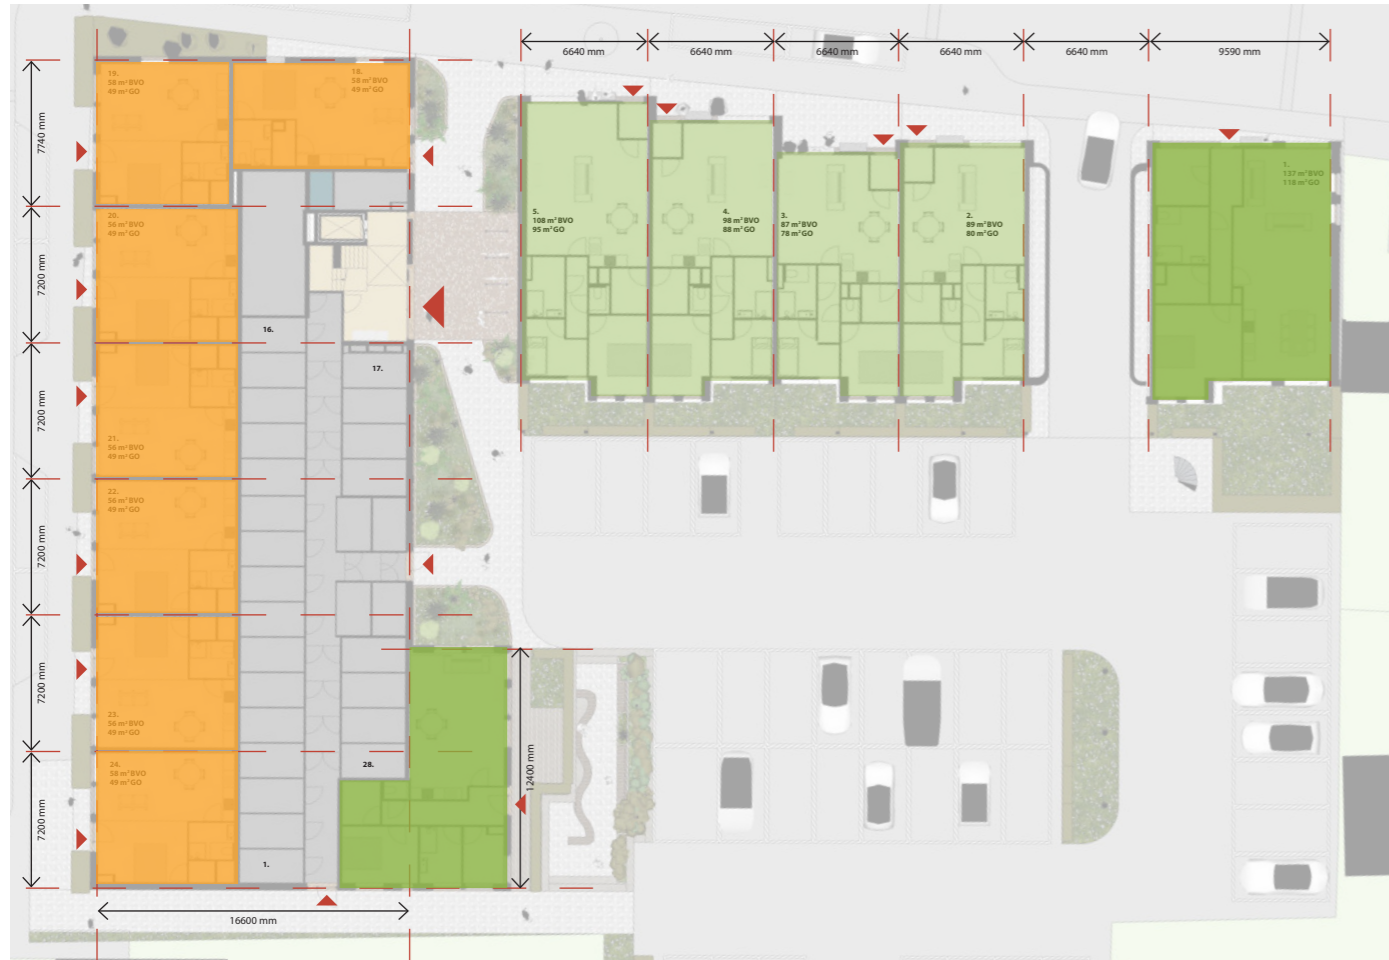 6640 mm
6640 mm
6640 mm
6640 mm
6640 mm
9590 mm
7740 mm
7200 mm
7200 mm
7200 mm
7200 mm
7200 mm
19.
58 m² BVO
49 m² GO
18.
58 m² BVO
49 m² GO
20.
56 m² BVO
49 m² GO
21.
56 m² BVO
49 m² GO
22.
56 m² BVO
49 m² GO
23.
56 m² BVO
49 m² GO
24.
58 m² BVO
49 m² GO
16.
17.
28.
1.
5.
108 m² BVO
95 m² GO
4.
98 m² BVO
88 m² GO
3.
87 m² BVO
78 m² GO
2.
89 m² BVO
80 m² GO
1.
137 m² BVO
118 m² GO
12400 mm
16600 mm